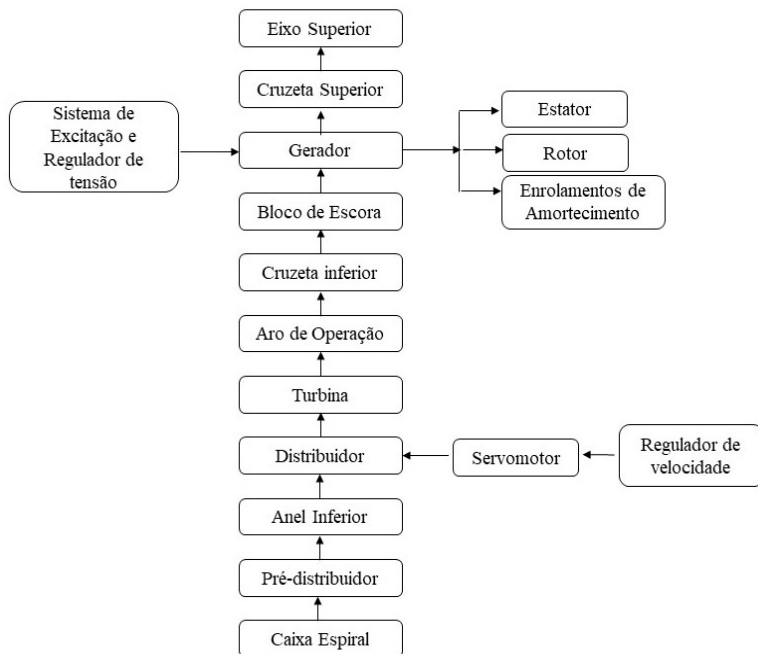 Eixo Superior
Cruzeta Superior
Sistema de
Excitação e
Regulador de
tensão
Gerador
Estator
Rotor
Enrolamentos de
Amortecimento
Bloco de Escora
Cruzeta inferior
Aro de Operação
Turbina
Distribuidor
Servomotor
Regulador de
velocidade
Anel Inferior
Pré-distribuidor
Caixa Espiral